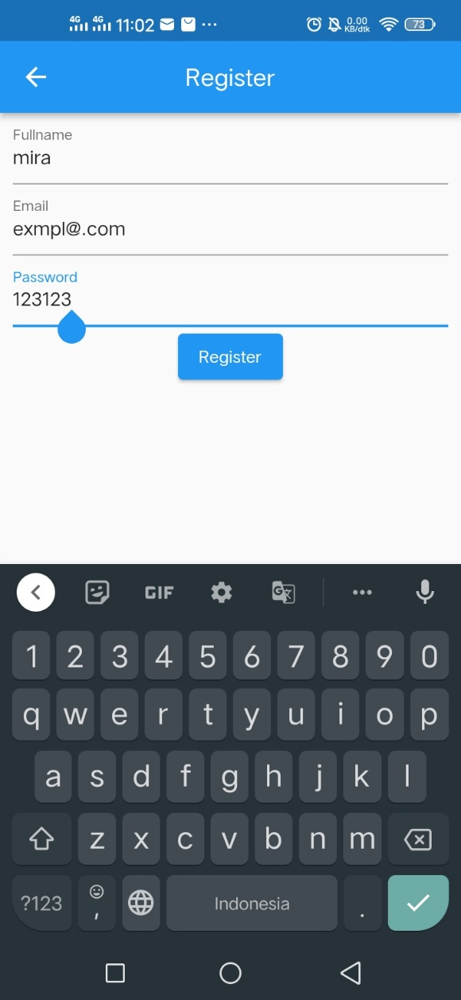 4G 4G 11:02 0.00 KB/dtk 73
Register
Fullname
mira
Email
exmpl@.com
Password
123123
Register
GIF
1 2 3 4 5 6 7 8 9 0
q w e r t y u i o p
a s d f g h j k l
z x c v b n m
?123 , Indonesia .